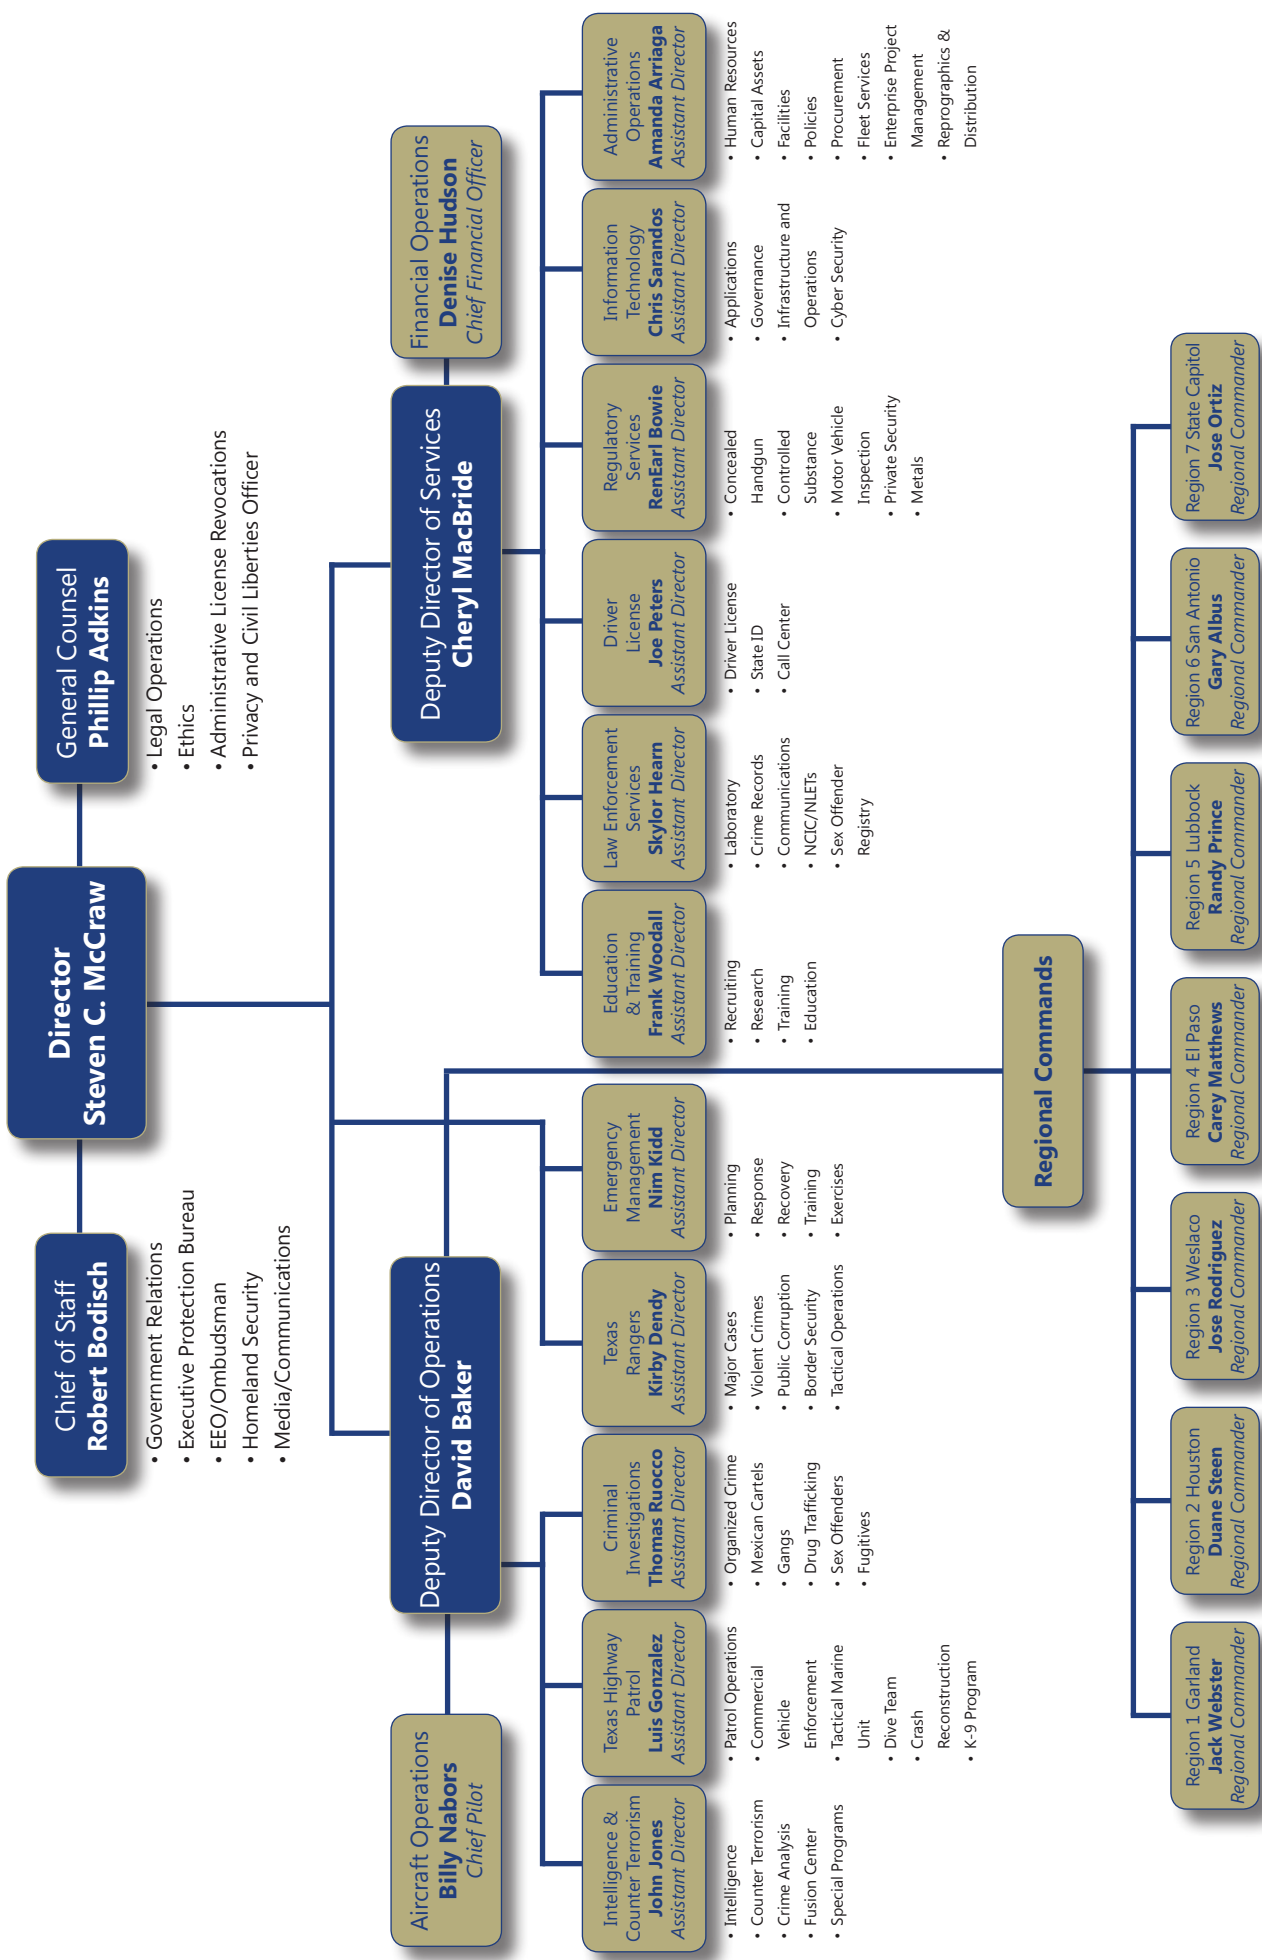 Director
Steven C. McCraw
Chief of Staff
Robert Bodisch
• Government Relations
• Executive Protection Bureau
• EEO/Ombudsman
• Homeland Security
• Media/Communications
General Counsel
Phillip Adkins
• Legal Operations
• Ethics
• Administrative License Revocations
• Privacy and Civil Liberties Officer
Aircraft Operations
Billy Nabors
Chief Pilot
Deputy Director of Operations
David Baker
Deputy Director of Services
Cheryl MacBride
Financial Operations
Denise Hudson
Chief Financial Officer
Intelligence &
Counter Terrorism
John Jones
Assistant Director
• Intelligence
• Counter Terrorism
• Crime Analysis
• Fusion Center
• Special Programs
Texas Highway
Patrol
Luis Gonzalez
Assistant Director
• Patrol Operations
• Commercial
Vehicle
Enforcement
• Tactical Marine
Unit
• Dive Team
• Crash
Reconstruction
• K-9 Program
Criminal
Investigations
Thomas Ruocco
Assistant Director
• Organized Crime
• Mexican Cartels
• Gangs
• Drug Trafficking
• Sex Offenders
• Fugitives
Texas
Rangers
Kirby Dendy
Assistant Director
• Major Cases
• Violent Crimes
• Public Corruption
• Border Security
• Tactical Operations
Emergency
Management
Nim Kidd
Assistant Director
• Planning
• Response
• Recovery
• Training
• Exercises
Education
& Training
Frank Woodall
Assistant Director
• Recruiting
• Research
• Training
• Education
Law Enforcement
Services
Skylor Hearn
Assistant Director
• Laboratory
• Crime Records
• Communications
• NCIC/NLETs
• Sex Offender
Registry
Driver
License
Joe Peters
Assistant Director
• Driver License
• State ID
• Call Center
Regulatory
Services
RenEarl Bowie
Assistant Director
• Concealed
Handgun
• Controlled
Substance
• Motor Vehicle
Inspection
• Private Security
• Metals
Information
Technology
Chris Sarandos
Assistant Director
• Applications
• Governance
• Infrastructure and
Operations
• Cyber Security
Administrative
Operations
Amanda Arriaga
Assistant Director
• Human Resources
• Capital Assets
• Facilities
• Policies
• Procurement
• Fleet Services
• Enterprise Project
Management
• Reprographics &
Distribution
Regional Commands
Region 1 Garland
Jack Webster
Regional Commander
Region 2 Houston
Duane Steen
Regional Commander
Region 3 Weslaco
Jose Rodriguez
Regional Commander
Region 4 El Paso
Carey Matthews
Regional Commander
Region 5 Lubbock
Randy Prince
Regional Commander
Region 6 San Antonio
Gary Albus
Regional Commander
Region 7 State Capitol
Jose Ortiz
Regional Commander